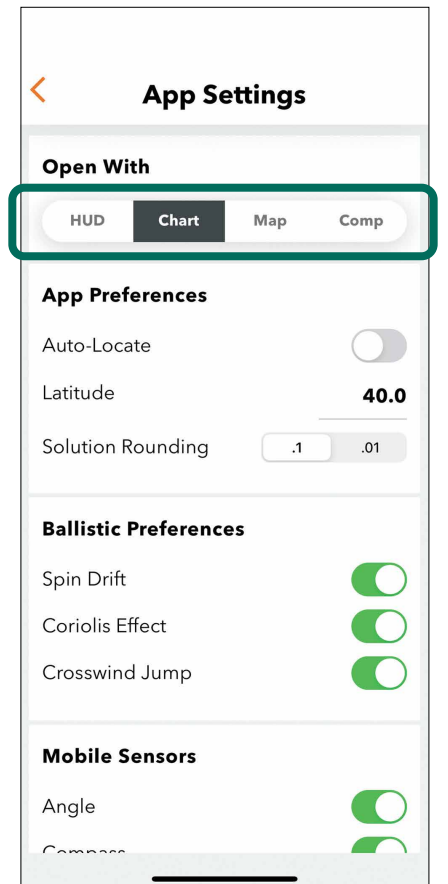 App Settings
Open With
HUD Chart Map Comp
App Preferences
Auto-Locate
Latitude 40.0
Solution Rounding .1 .01
Ballistic Preferences
Spin Drift
Coriolis Effect
Crosswind Jump
Mobile Sensors
Angle
Compass